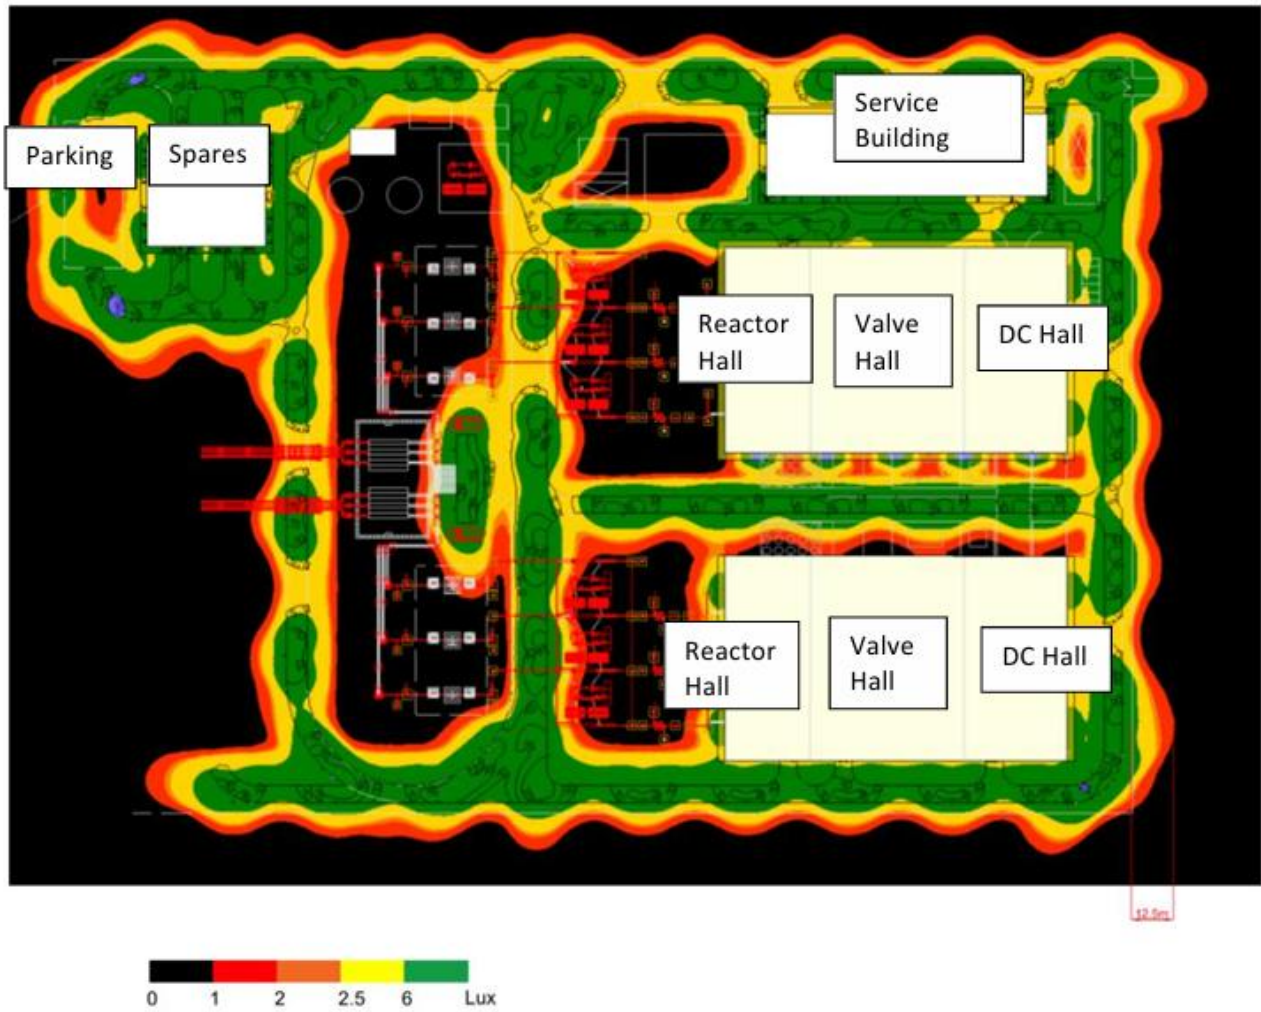 Service
Building
Parking
Spares
Reactor
Hall
Valve
Hall
DC Hall
Reactor
Hall
Valve
Hall
DC Hall
12.5m
0 1 2 2.5 6 Lux